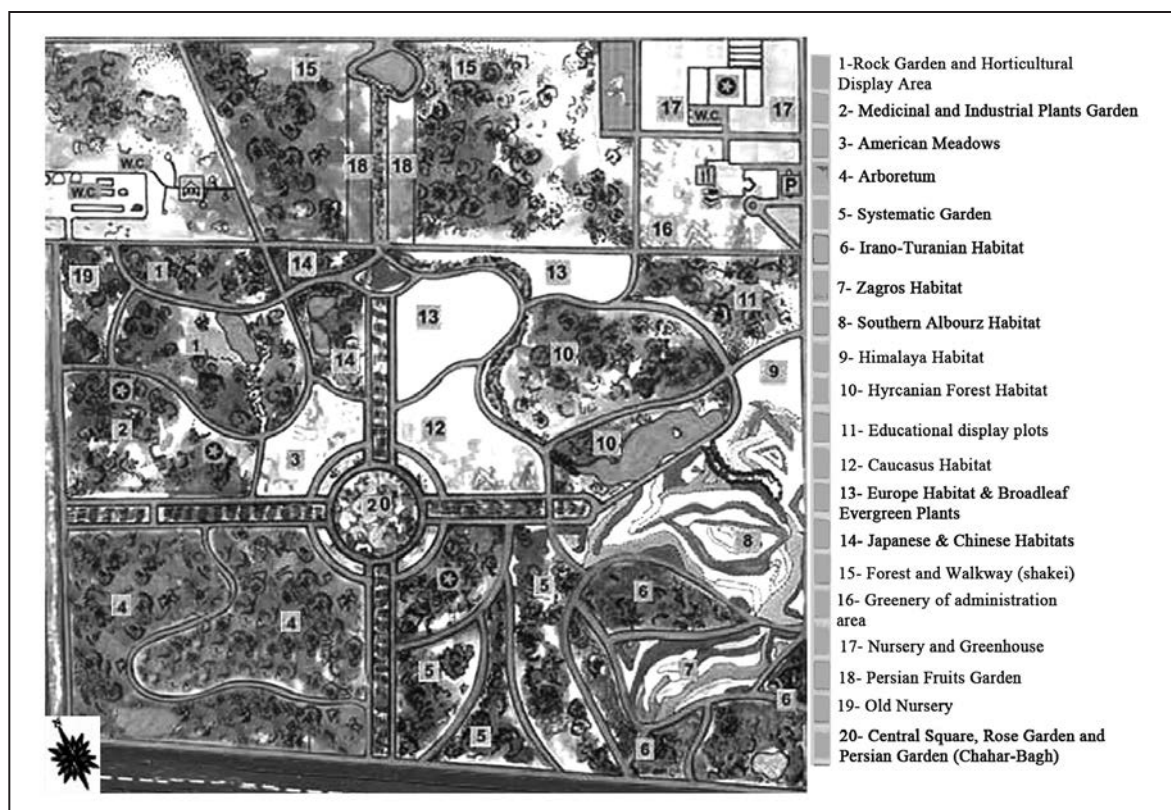 15
15
17
17
W.C.
18
18
W.C.
W.C.
P
16
19
1
14
13
11
13
1
14
10
9
2
12
10
3
20
8
4
5
6
4
5
7
6
5
6
1-Rock Garden and Horticultural
Display Area
2- Medicinal and Industrial Plants Garden
3- American Meadows
4- Arboretum
5- Systematic Garden
6- Irano-Turanian Habitat
7- Zagros Habitat
8- Southern Albourz Habitat
9- Himalaya Habitat
10- Hyrcanian Forest Habitat
11- Educational display plots
12- Caucasus Habitat
13- Europe Habitat & Broadleaf
Evergreen Plants
14- Japanese & Chinese Habitats
15- Forest and Walkway (shakei)
16- Greenery of administration
area
17- Nursery and Greenhouse
18- Persian Fruits Garden
19- Old Nursery
20- Central Square, Rose Garden and
Persian Garden (Chahar-Bagh)